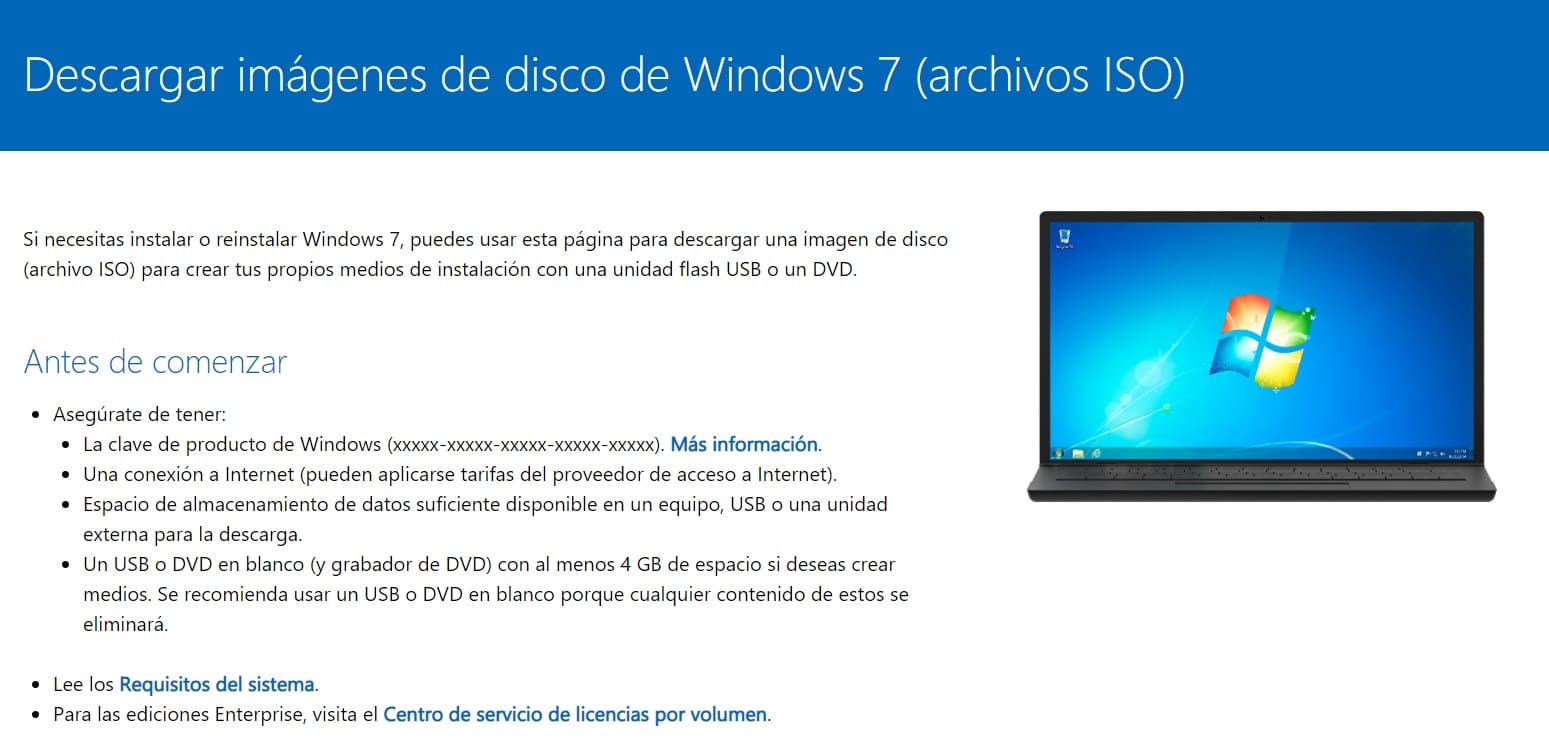 Descargar imágenes de disco de Windows 7 (archivos ISO)
Si necesitas instalar o reinstalar Windows 7, puedes usar esta página para descargar una imagen de disco
(archivo ISO) para crear tus propios medios de instalación con una unidad flash USB o un DVD.
Antes de comenzar
• Asegúrate de tener:
• La clave de producto de Windows (xxxxx-xxxxx-xxxxx-xxxxx-xxxxx). Más información.
• Una conexión a Internet (pueden aplicarse tarifas del proveedor de acceso a Internet).
• Espacio de almacenamiento de datos suficiente disponible en un equipo, USB o una unidad
externa para la descarga.
• Un USB o DVD en blanco (y grabador de DVD) con al menos 4 GB de espacio si deseas crear
medios. Se recomienda usar un USB o DVD en blanco porque cualquier contenido de estos se
eliminará.
• Lee los Requisitos del sistema.
• Para las ediciones Enterprise, visita el Centro de servicio de licencias por volumen.